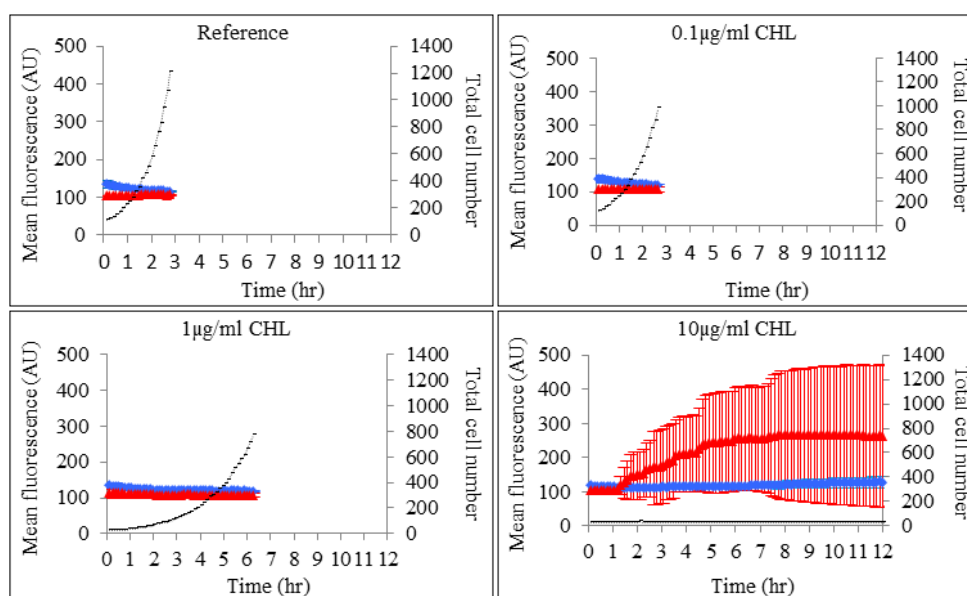 Reference
Mean fluorescence (AU)
500
400
300
200
100
0
1400
1200
1000
800
600
400
200
0
Total cell number
0 1 2 3 4 5 6 7 8 9 10 11 12
Time (hr)
0.1μg/ml CHL
Mean fluorescence (AU)
500
400
300
200
100
0
1400
1200
1000
800
600
400
200
0
Total cell number
0 1 2 3 4 5 6 7 8 9 10 11 12
Time (hr)
1μg/ml CHL
Mean fluorescence (AU)
500
400
300
200
100
0
1400
1200
1000
800
600
400
200
0
Total cell number
0 1 2 3 4 5 6 7 8 9 10 11 12
Time (hr)
10μg/ml CHL
Mean fluorescence (AU)
500
400
300
200
100
0
1400
1200
1000
800
600
400
200
0
Total cell number
0 1 2 3 4 5 6 7 8 9 10 11 12
Time (hr)